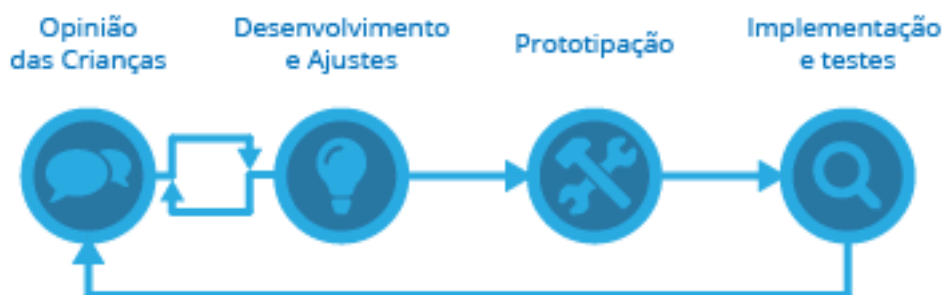 Opinião
das Crianças
Desenvolvimento
e Ajustes
Prototipação
Implementação
e testes